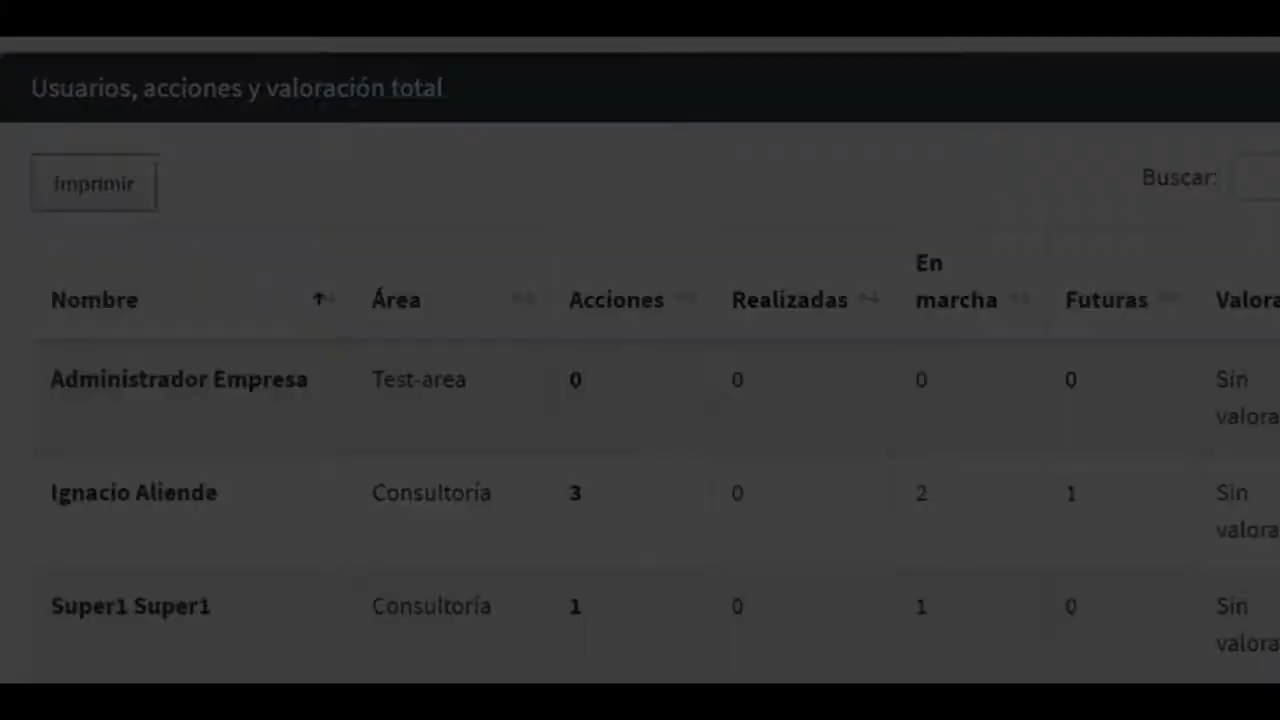 Usuarios, acciones y valoración total
Imprimir
Buscar:
Nombre Área Acciones Realizadas En marcha Futuras
Administrador Empresa Test-area 0 0 0 0 Sin
Ignacio Aliende Consultoría 3 0 2 1 Sin
Super1 Super1 Consultoría 1 0 1 0 Sin